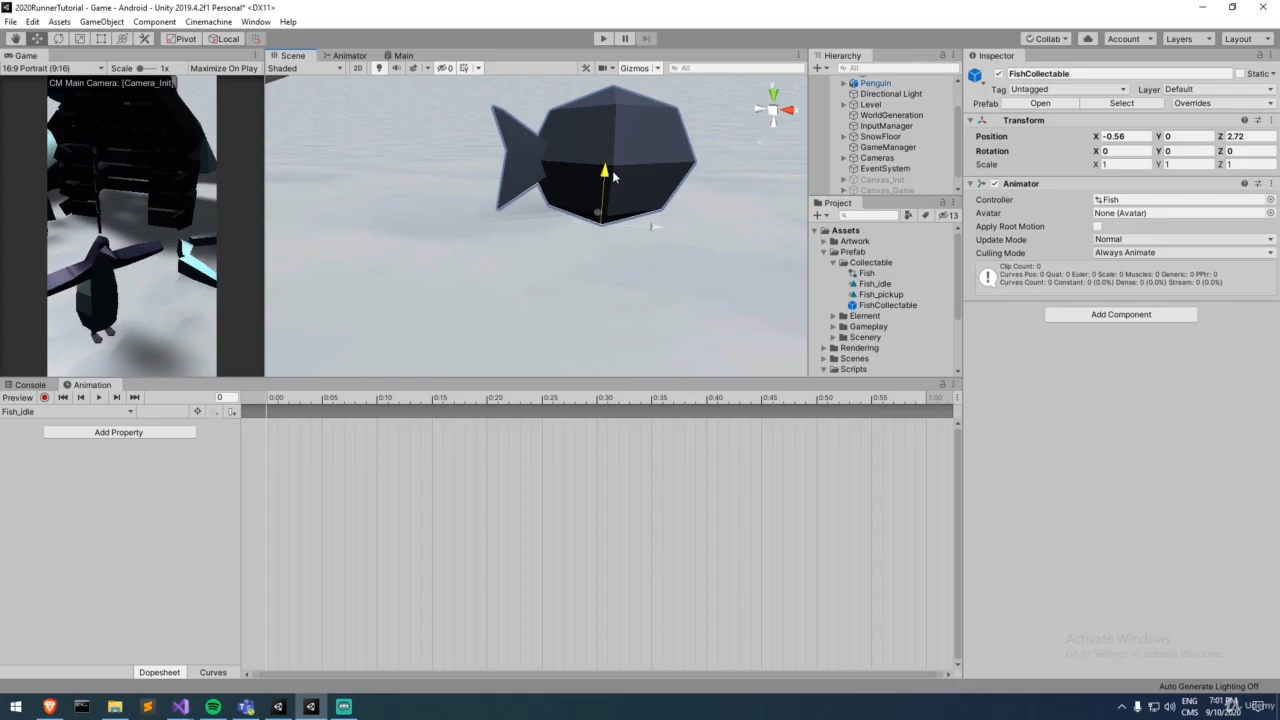 2020RunnerTutorial - Game - Android - Unity 2019.4.2f1 Personal* <DX11>
File Edit Assets GameObject Component Cinemachine Window Help
Pivot Local Collab Account Layers Layout
Game
16:9 Portrait (9:16) Scale 1x Maximize On Play
CM Main Camera: [Camera_Init]
Scene Animator Main
Shaded 2D 0 Gizmos All
Hierarchy
All
Penguin
Directional Light
Level
WorldGeneration
InputManager
SnowFloor
GameManager
Cameras
EventSystem
Canvas_Init
Canvas_Game
Project
13
Assets
Artwork
Prefab
Collectable
Fish
Fish_idle
Fish_pickup
FishCollectable
Element
Gameplay
Scenery
Rendering
Scenes
Scripts
Inspector
FishCollectable Static
Tag Untagged Layer Default
Prefab Open Select Overrides
Transform
Position X -0.56 Y 0 Z 2.72
Rotation X 0 Y 0 Z 0
Scale X 1 Y 1 Z 1
Animator
Controller Fish
Avatar None (Avatar)
Apply Root Motion
Update Mode Normal
Culling Mode Always Animate
Clip Count: 0
Curves Pos: 0 Quat: 0 Euler: 0 Scale: 0 Muscles: 0 Generic: 0 PPtr: 0
Curves Count: 0 Constant: 0 (0.0%) Dense: 0 (0.0%) Stream: 0 (0.0%)
Add Component
Console Animation
Preview 0
0:00 0:05 0:10 0:15 0:20 0:25 0:30 0:35 0:40 0:45 0:50 0:55 1:00
Fish_idle
Add Property
Dopesheet Curves
Activate Windows
Go to Settings to activate Windows.
Auto Generate Lighting Off
ENG 7:01 PM
CMS 9/10/2020
Udemy